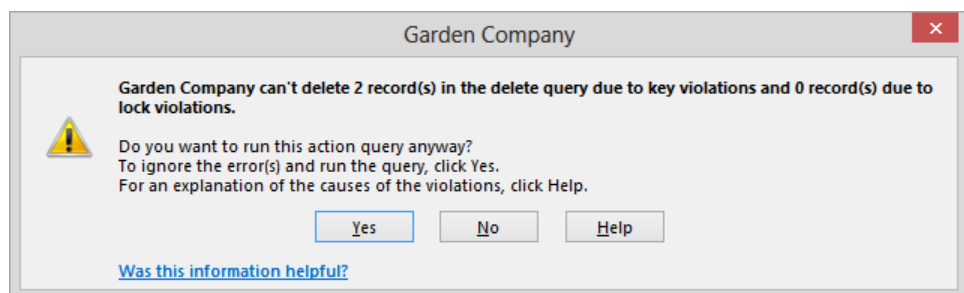 Garden Company
Garden Company can't delete 2 record(s) in the delete query due to key violations and 0 record(s) due to
lock violations.
Do you want to run this action query anyway?
To ignore the error(s) and run the query, click Yes.
For an explanation of the causes of the violations, click Help.
Yes No Help
Was this information helpful?